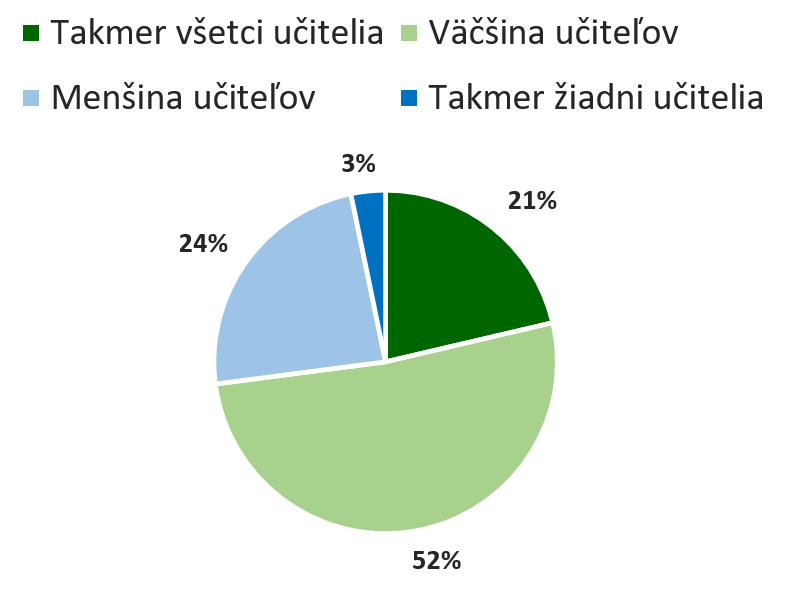 Takmer všetci učitelia Väčšina učiteľov
Menšina učiteľov Takmer žiadni učitelia
3%
21%
24%
52%